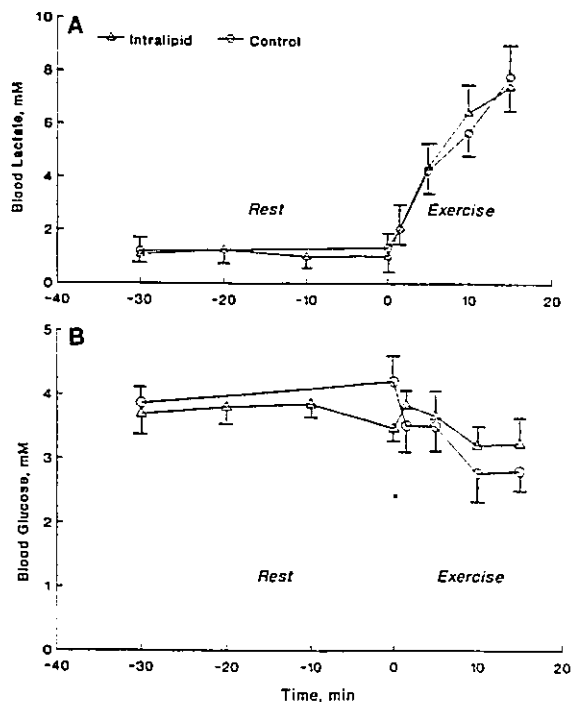 A
Intralipid Control
8
6
4
2
0
Blood Lactate, mM
Rest Exercise
-40 -30 -20 -10 0 10 20
B
5
4
3
2
1
0
Blood Glucose, mM
Rest Exercise
-40 -30 -20 -10 0 10 20
Time, min